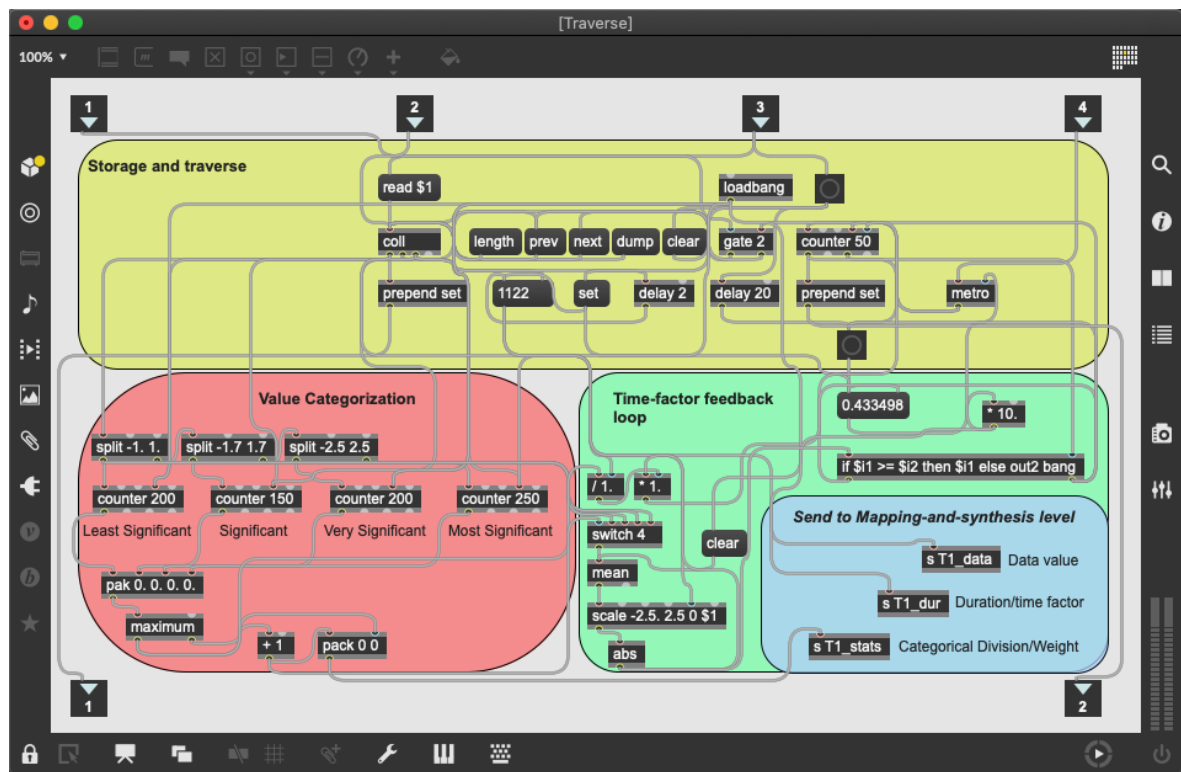 [Traverse]
100%
1
2
3
4
Storage and traverse
read $1
loadbang
coll
length
prev
next
dump
clear
gate 2
counter 50
prepend set
1122
set
delay 2
delay 20
prepend set
metro
Value Categorization
split -1. 1.
split -1.7 1.7
split -2.5 2.5
counter 200
counter 150
counter 200
counter 250
Least Significant
Significant
Very Significant
Most Significant
pak 0. 0. 0. 0.
maximum
+ 1
pack 0 0
Time-factor feedback
loop
0.433498
* 10.
if $i1 >= $i2 then $i1 else out2 bang
/ 1.
* 1.
switch 4
clear
mean
scale -2.5. 2.5 0 $1
abs
Send to Mapping-and-synthesis level
s T1_data
Data value
s T1_dur
Duration/time factor
s T1_stats
Categorical Division/Weight
1
2